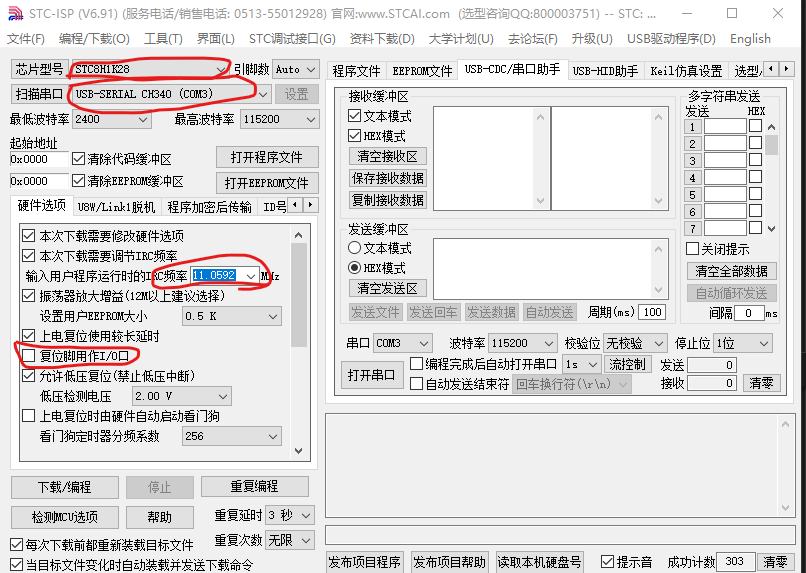 STC-ISP (V6.91) (服务电话/销售电话: 0513-55012928) 官网:www.STCAI.com (选型咨询QQ:800003751) -- STC: ...
文件(F) 编程/下载(O) 工具(T) 界面(L) STC调试接口(G) 资料下载(D) 大学计划(U) 去论坛(F) 升级(U) USB驱动程序(D) English
芯片型号 STC8H1K28 引脚数 Auto
扫描串口 USB-SERIAL CH340 (COM3) 设置
最低波特率 2400 最高波特率 115200
起始地址
0x0000 清除代码缓冲区 打开程序文件
0x0000 清除EEPROM缓冲区 打开EEPROM文件
硬件选项 U8W/Link1脱机 程序加密后传输 ID号
本次下载需要修改硬件选项
本次下载需要调节IRC频率
输入用户程序运行时的IRC频率 11.0592 MHz
振荡器放大增益(12M以上建议选择)
设置用户EEPROM大小 0.5 K
上电复位使用较长延时
复位脚用作I/O口
允许低压复位(禁止低压中断)
低压检测电压 2.00 V
上电复位时由硬件自动启动看门狗
看门狗定时器分频系数 256
下载/编程 停止 重复编程
检测MCU选项 帮助 重复延时 3 秒
每次下载前都重新装载目标文件 重复次数 无限
当目标文件变化时自动装载并发送下载命令
程序文件 EEPROM文件 USB-CDC/串口助手 USB-HID助手 Keil仿真设置 选型/
接收缓冲区
文本模式
HEX模式
清空接收区
保存接收数据
复制接收数据
多字符串发送
发送 HEX
1
2
3
4
5
6
7
关闭提示
清空全部数据
自动循环发送
间隔 0 ms
发送缓冲区
文本模式
HEX模式
清空发送区
发送文件 发送回车 发送数据 自动发送 周期(ms) 100
串口 COM3 波特率 115200 校验位 无校验 停止位 1位
打开串口 编程完成后自动打开串口 1s 流控制 发送 0
自动发送结束符 回车换行符(\r\n) 接收 0 清零
发布项目程序 发布项目帮助 读取本机硬盘号 提示音 成功计数 303 清零